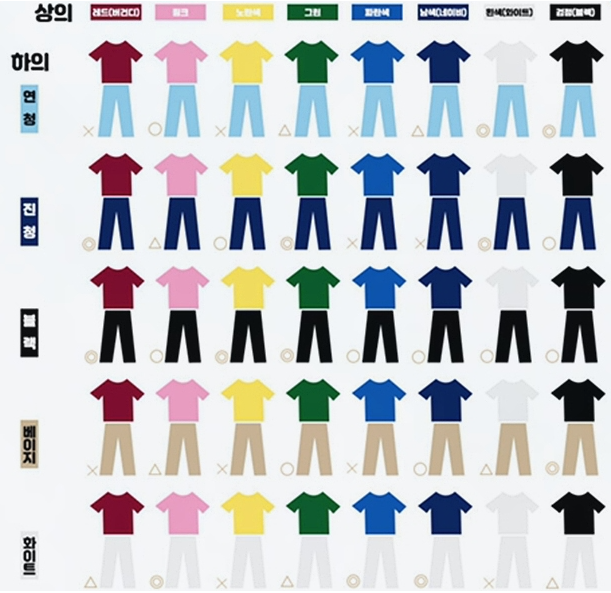 상의 레드(버건디) 핑크 노란색 그린 파란색 남색(네이비) 흰색(화이트) 검정(블랙)
하의
연청
진청
블랙
베이지
화이트